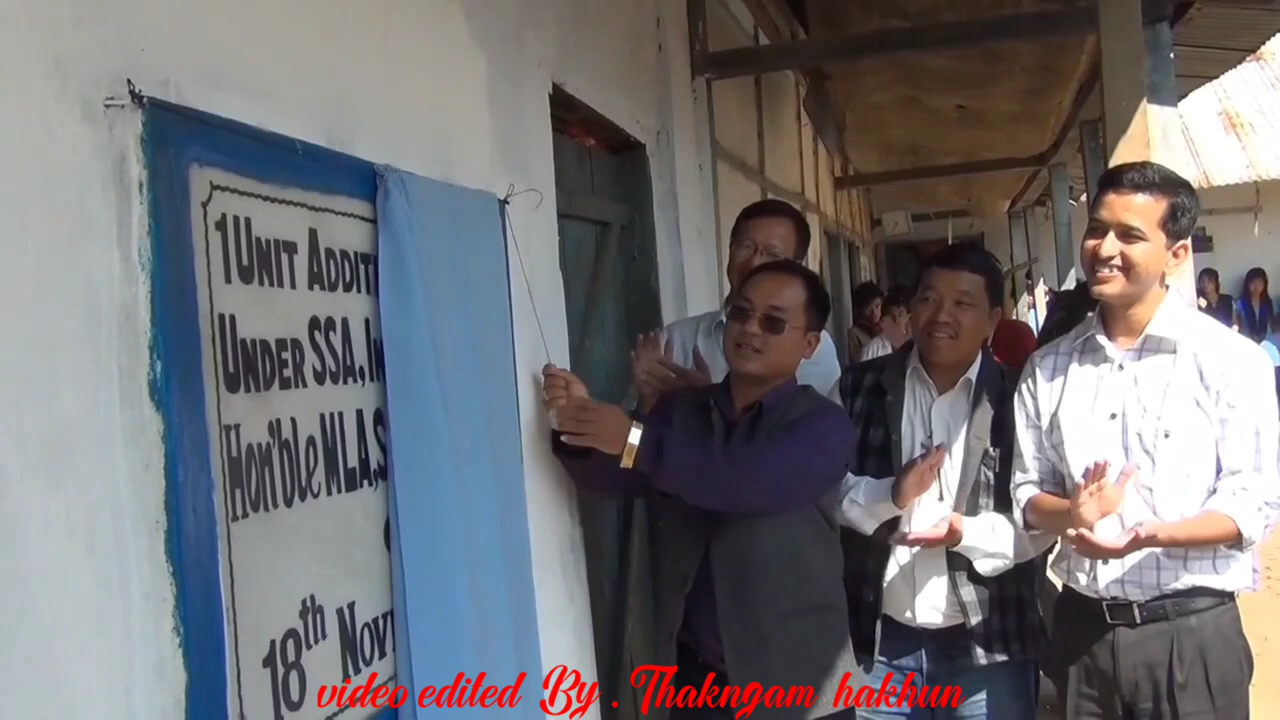 1 UNIT ADDIT
UNDER SSA, IN
Hon'ble MLA, S
18th NOV
video edited By . Thakngam hakhun